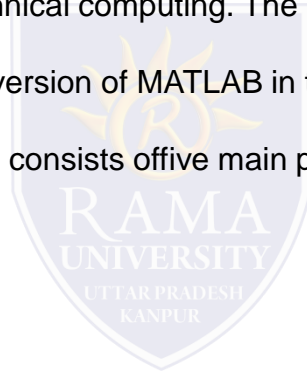 nical computing. The
version of MATLAB in
consists offive main p
RAMA
UNIVERSITY
UTTAR PRADESH
KANPUR